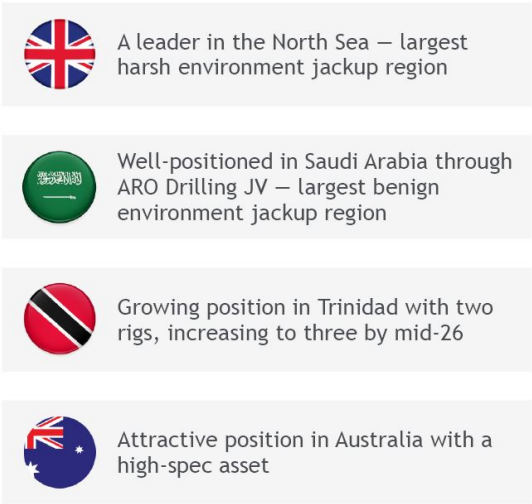 A leader in the North Sea — largest
harsh environment jackup region
Well-positioned in Saudi Arabia through
ARO Drilling JV — largest benign
environment jackup region
Growing position in Trinidad with two
rigs, increasing to three by mid-26
Attractive position in Australia with a
high-spec asset